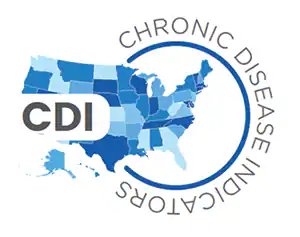 CDI
CHRONIC DISEASE INDICATORS